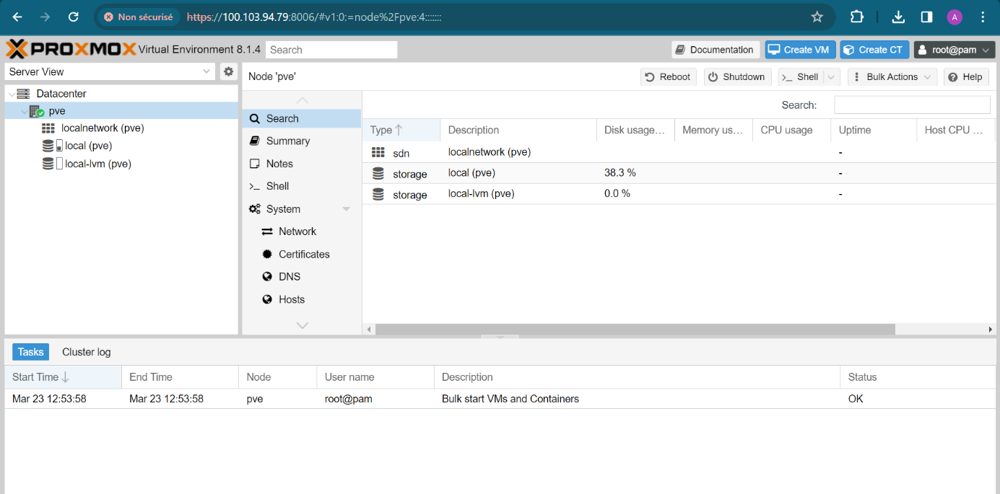 Non sécurisé https://100.103.94.79:8006/#v1:0:=node%2Fpve:4:::::::
A
PROXMOX Virtual Environment 8.1.4 Search Documentation Create VM Create CT root@pam
Server View
Node 'pve' Reboot Shutdown >_ Shell Bulk Actions Help
Datacenter
pve
localnetwork (pve)
local (pve)
local-lvm (pve)
Search
Summary
Notes
>_ Shell
System
Network
Certificates
DNS
Hosts
Search:
Type Description Disk usage... Memory us... CPU usage Uptime Host CPU ...
sdn localnetwork (pve) -
storage local (pve) 38.3 % -
storage local-lvm (pve) 0.0 % -
Tasks Cluster log
Start Time End Time Node User name Description Status
Mar 23 12:53:58 Mar 23 12:53:58 pve root@pam Bulk start VMs and Containers OK